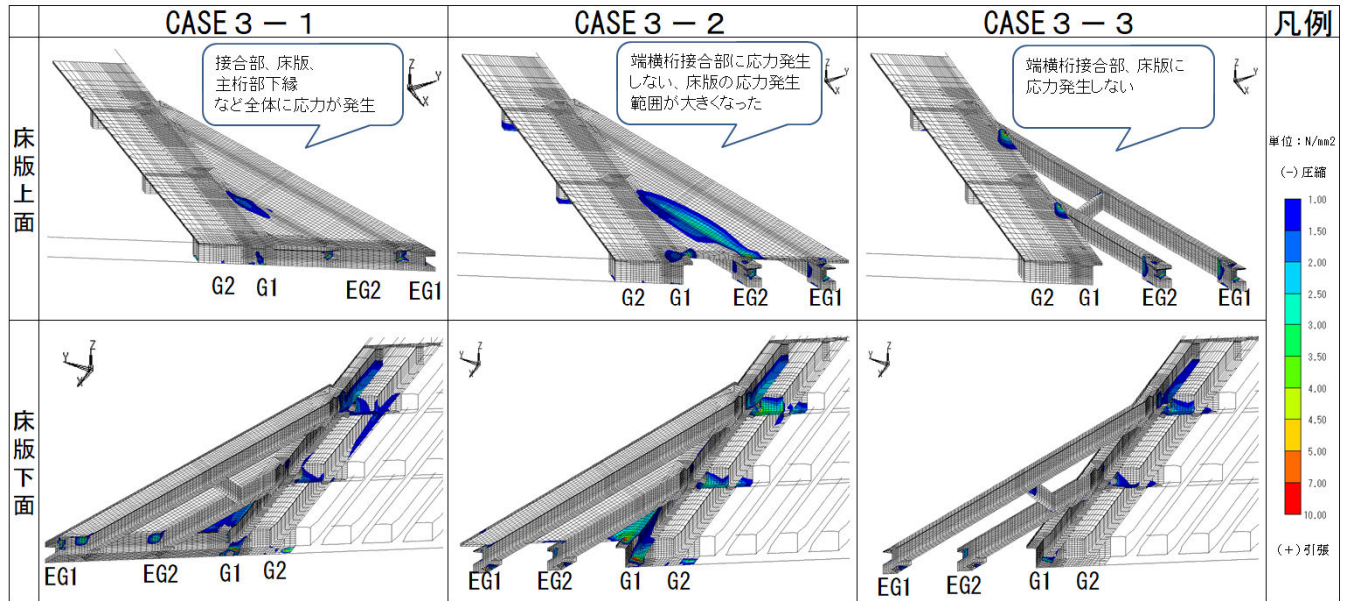 CASE３－１
CASE３－２
CASE３－３
凡例
床版上面
接合部、床版、
主桁部下縁
など全体に応力が発生
Z
Y
X
G2
G1
EG2
EG1
端横桁接合部に応力発生
しない、床版の応力発生
範囲が大きくなった
Z
Y
X
G2
G1
EG2
EG1
端横桁接合部、床版に
応力発生しない
Z
Y
X
G2
G1
EG2
EG1
単位：N/mm2
(-)圧縮
1.00
1.50
2.00
2.50
3.00
3.50
4.00
4.50
5.00
7.00
10.00
(+)引張
床版下面
Y
Z
X
EG1
EG2
G1
G2
Y
Z
X
EG1
EG2
G1
G2
Y
Z
X
EG1
EG2
G1
G2